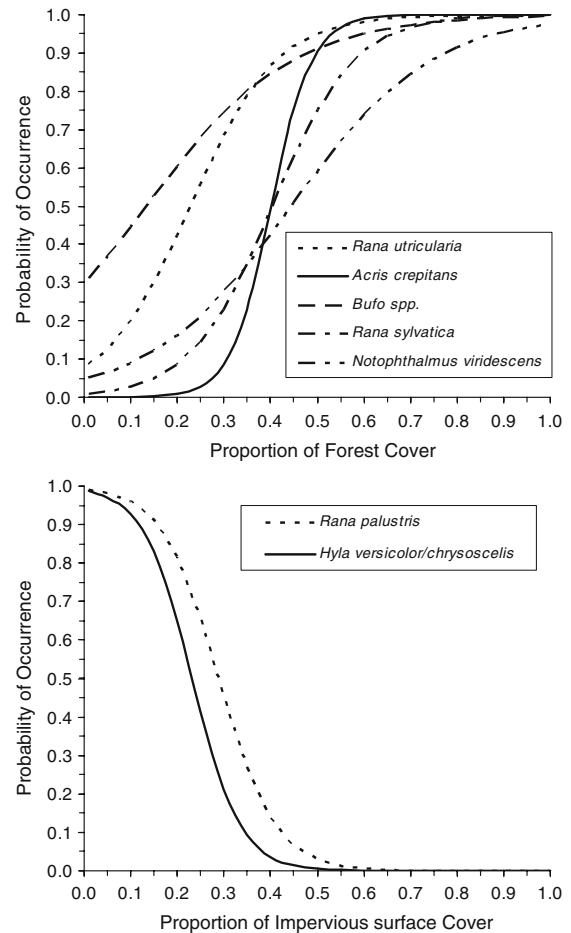 1.0
0.9
0.8
0.7
0.6
0.5
0.4
0.3
0.2
0.1
0.0
Probability of Occurrence
Rana utricularia
Acris crepitans
Bufo spp.
Rana sylvatica
Notophthalmus viridescens
0.0 0.1 0.2 0.3 0.4 0.5 0.6 0.7 0.8 0.9 1.0
Proportion of Forest Cover
1.0
0.9
0.8
0.7
0.6
0.5
0.4
0.3
0.2
0.1
0.0
Probability of Occurrence
Rana palustris
Hyla versicolor/chrysoscelis
0.0 0.1 0.2 0.3 0.4 0.5 0.6 0.7 0.8 0.9 1.0
Proportion of Impervious surface Cover